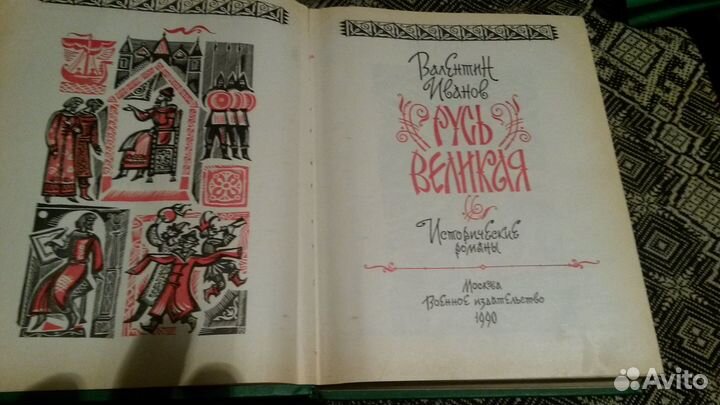 Валентин
Иванов
Русь
Великая
Исторические
романы
Москва
Военное издательство
1990
Avito